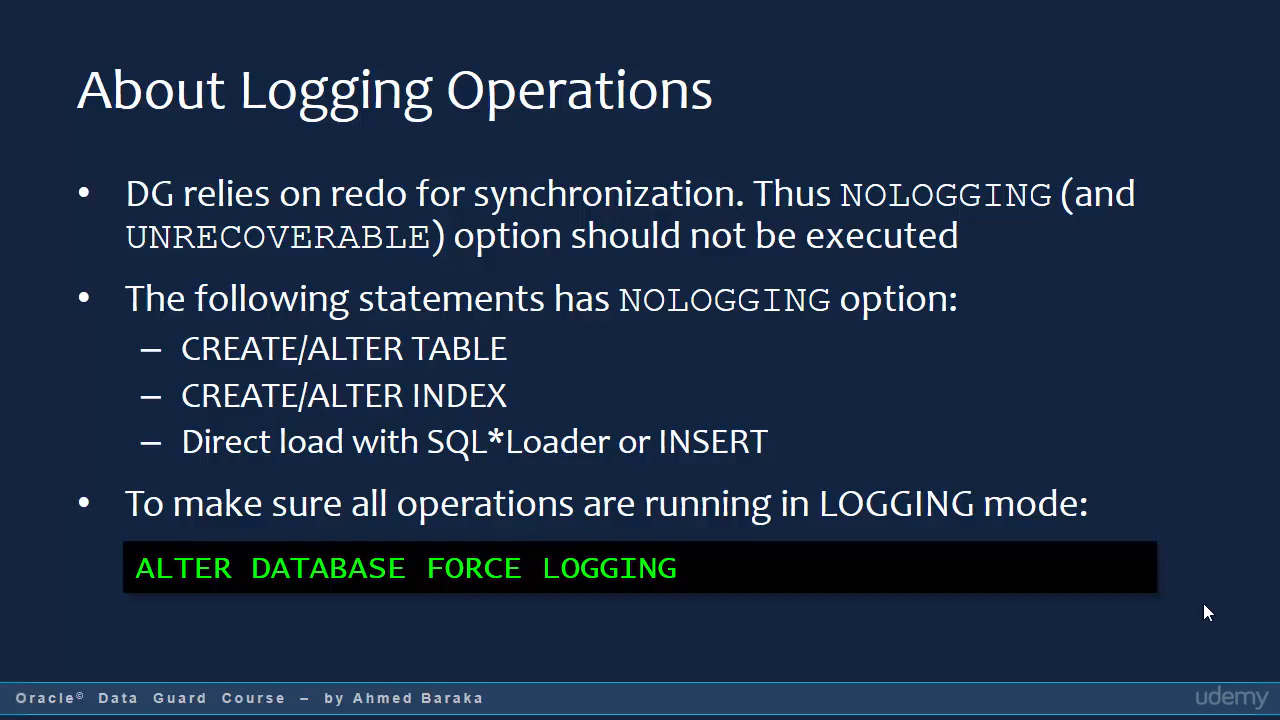 About Logging Operations
• DG relies on redo for synchronization. Thus NOLOGGING (and
UNRECOVERABLE) option should not be executed
• The following statements has NOLOGGING option:
– CREATE/ALTER TABLE
– CREATE/ALTER INDEX
– Direct load with SQL*Loader or INSERT
• To make sure all operations are running in LOGGING mode:
ALTER DATABASE FORCE LOGGING
Oracle© Data Guard Course – by Ahmed Baraka
udemy